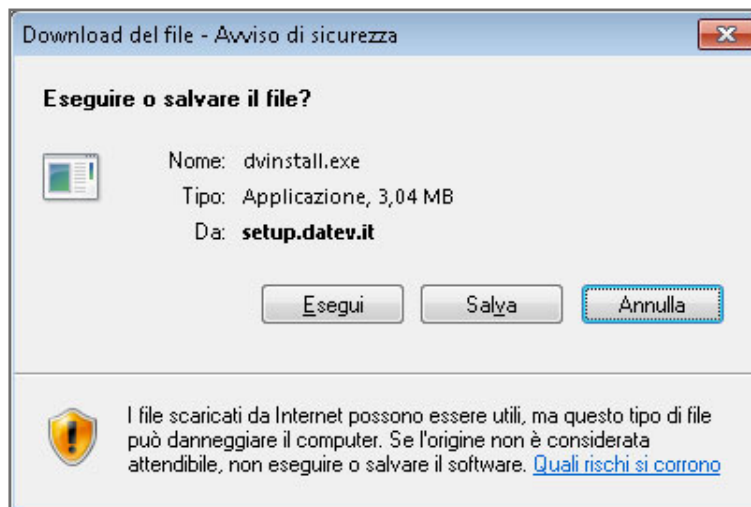 Download del file - Avviso di sicurezza
Eseguire o salvare il file?
Nome: dvinstall.exe
Tipo: Applicazione, 3,04 MB
Da: setup.datev.it
Esegui Salva Annulla
I file scaricati da Internet possono essere utili, ma questo tipo di file
può danneggiare il computer. Se l'origine non è considerata
attendibile, non eseguire o salvare il software. Quali rischi si corrono